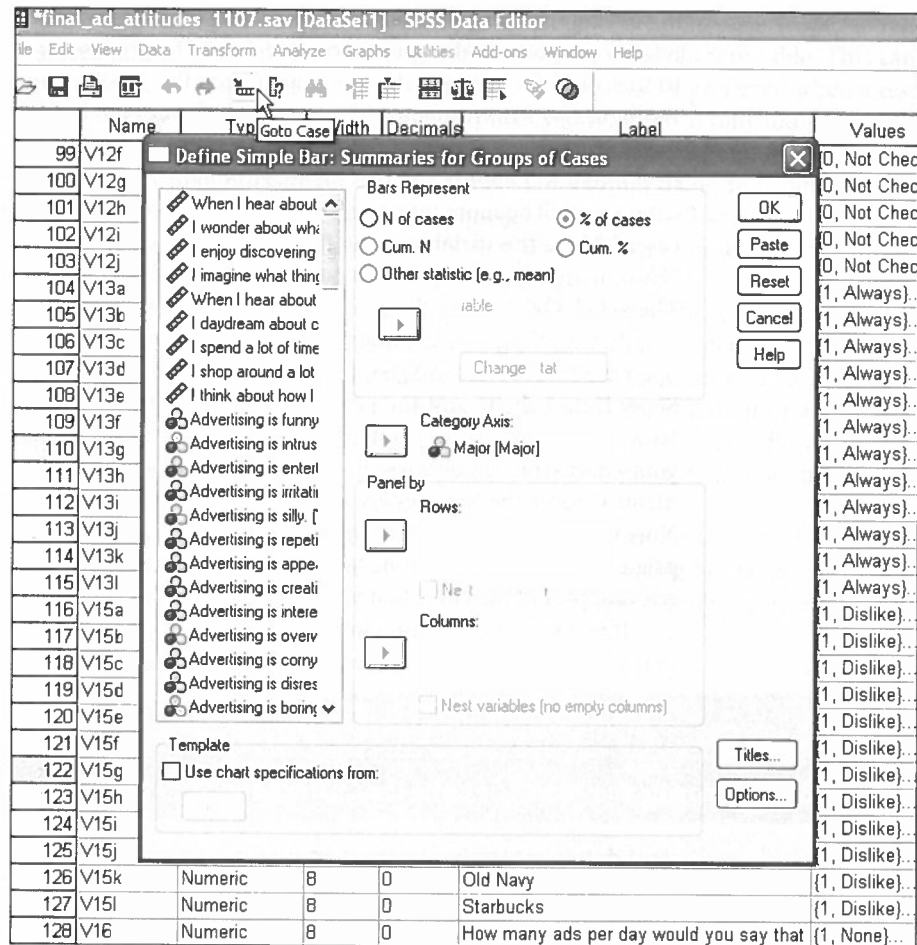 *final_ad_attitudes 1107.sav [DataSet1] - SPSS Data Editor
ile Edit View Data Transform Analyze Graphs Utilities Add-ons Window Help
Name Typ Goto Case Width Decimals Label Values
Define Simple Bar: Summaries for Groups of Cases
99 V12f {0, Not Chec
100 V12g {0, Not Chec
101 V12h {0, Not Chec
102 V12i {0, Not Chec
103 V12j {0, Not Chec
104 V13a {1, Always}...
105 V13b {1, Always}...
106 V13c {1, Always}...
107 V13d {1, Always}...
108 V13e {1, Always}...
109 V13f {1, Always}...
110 V13g {1, Always}...
111 V13h {1, Always}...
112 V13i {1, Always}...
113 V13j {1, Always}...
114 V13k {1, Always}...
115 V13l {1, Always}...
116 V15a {1, Dislike}...
117 V15b {1, Dislike}...
118 V15c {1, Dislike}...
119 V15d {1, Dislike}...
120 V15e {1, Dislike}...
121 V15f {1, Dislike}...
122 V15g {1, Dislike}...
123 V15h {1, Dislike}...
124 V15i {1, Dislike}...
125 V15j {1, Dislike}...
126 V15k Numeric 8 0 Old Navy {1, Dislike}...
127 V15l Numeric 8 0 Starbucks {1, Dislike}...
128 V16 Numeric 8 0 How many ads per day would you say that {1, None}...
When I hear about
I wonder about wha
I enjoy discovering
I imagine what thing
When I hear about
I daydream about c
I spend a lot of time
I shop around a lot
I think about how I
Advertising is funny
Advertising is intrus
Advertising is entert
Advertising is irritatin
Advertising is silly. [
Advertising is repeti
Advertising is appe
Advertising is creati
Advertising is intere
Advertising is overw
Advertising is corny
Advertising is disres
Advertising is boring
Bars Represent
N of cases % of cases
Cum. N Cum. %
Other statistic (e.g., mean)
iable
Change tat
Category Axis:
Major [Major]
Panel by
Rows:
Columns:
Nest variables (no empty columns)
OK
Paste
Reset
Cancel
Help
Template
Use chart specifications from:
Titles...
Options...